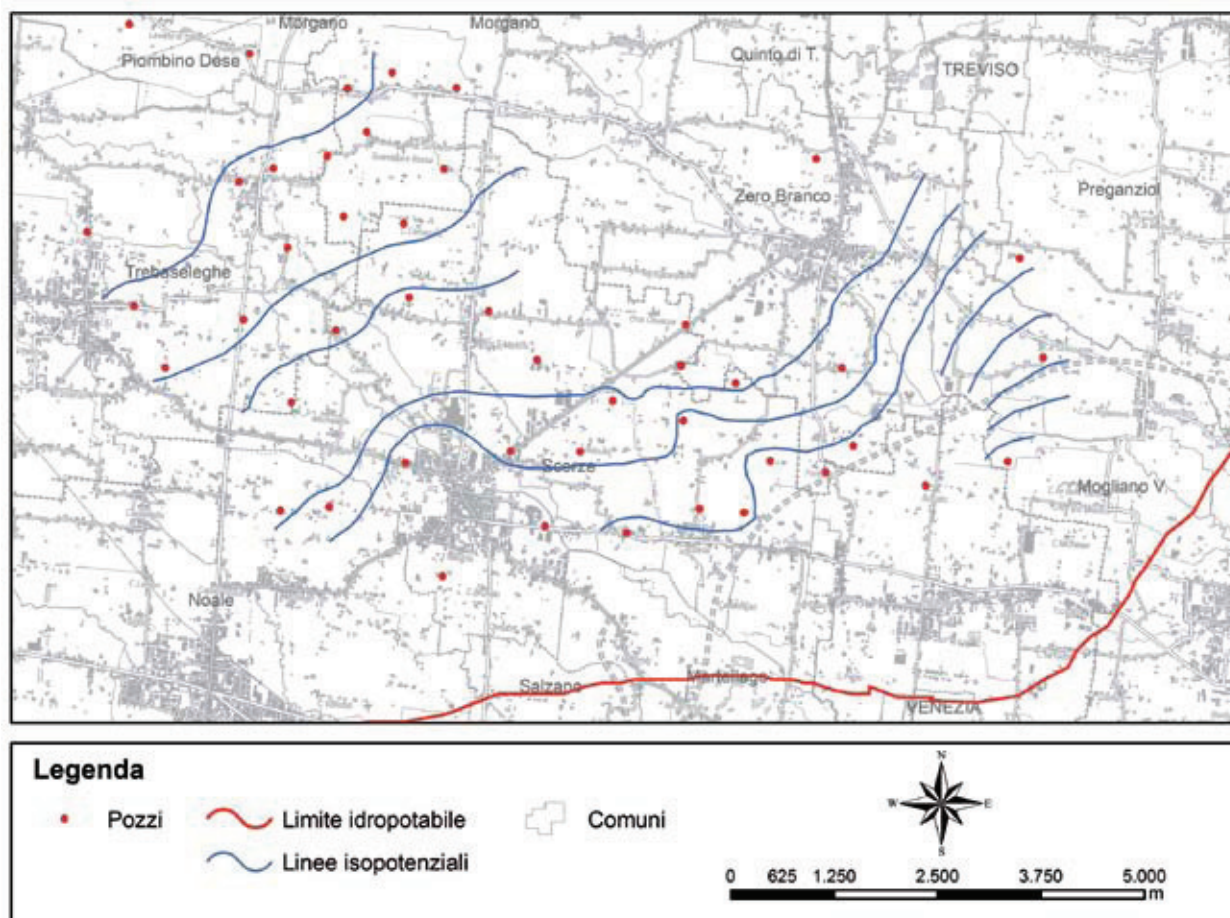 Morgano
Morgano
Piombino Dese
Quinto di T.
TREVISO
Zero Branco
Preganziol
Trebaseleghe
Scorze
Mogliano V.
Noale
Salzano
Martellago
VENEZIA
Legenda
Pozzi
Limite idropotabile
Comuni
Linee isopotenziali
N
W
E
S
0 625 1.250 2.500 3.750 5.000
m